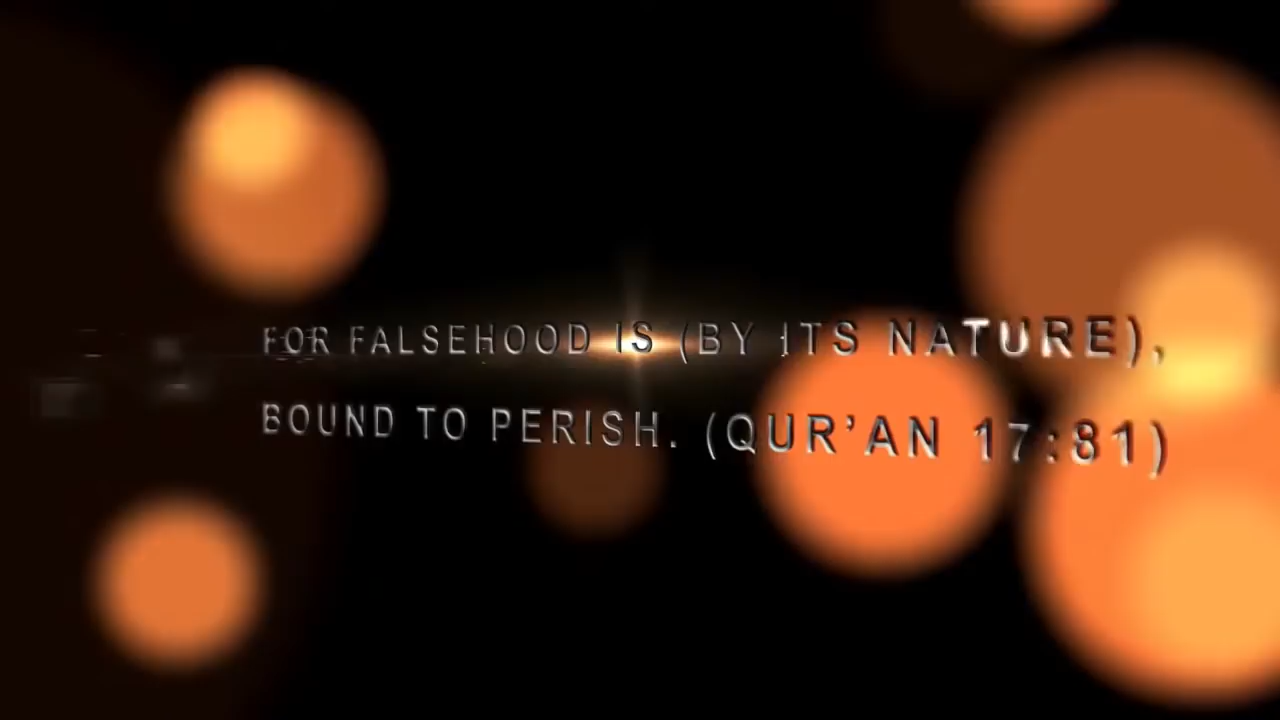 FOR FALSEHOOD IS (BY ITS NATURE),
BOUND TO PERISH. (QUR’AN 17:81)